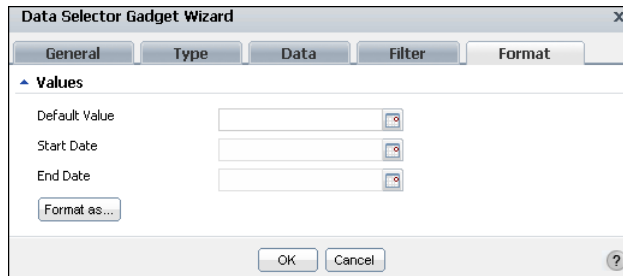 Data Selector Gadget Wizard x
General Type Data Filter Format
Values
Default Value
Start Date
End Date
Format as...
OK Cancel ?